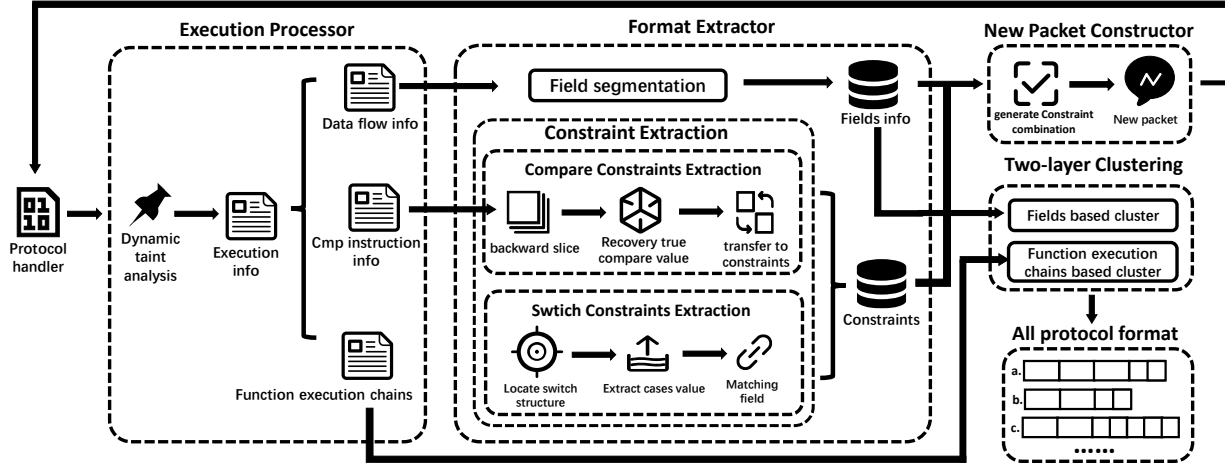 Execution Processor
Format Extractor
New Packet Constructor
Data flow info
Field segmentation
Fields info
generate Constraint
combination
New packet
Constraint Extraction
Compare Constraints Extraction
backward slice
Recovery true
compare value
transfer to
constraints
Two-layer Clustering
Fields based cluster
Function execution
chains based cluster
0110
Protocol
handler
Dynamic
taint
analysis
Execution
info
Cmp instruction
info
Swtich Constraints Extraction
Locate switch
structure
Extract cases value
Matching
field
Constraints
Function execution chains
All protocol format
a.
b.
c.
......